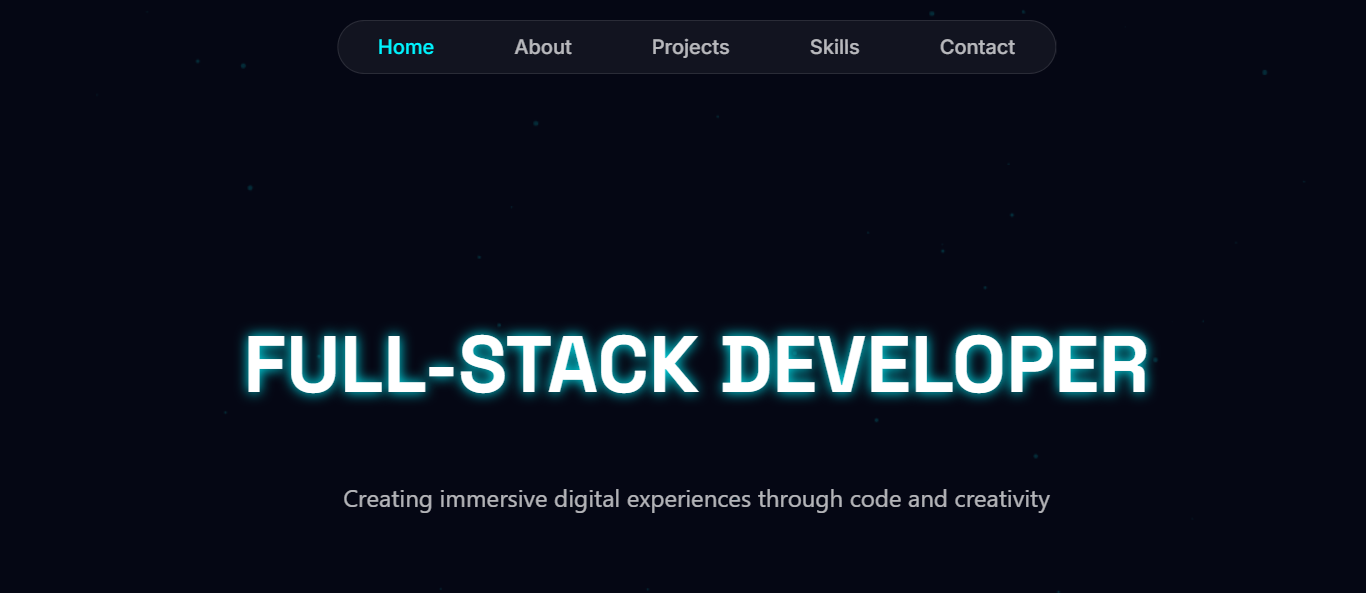 Home About Projects Skills Contact
FULL-STACK DEVELOPER
Creating immersive digital experiences through code and creativity